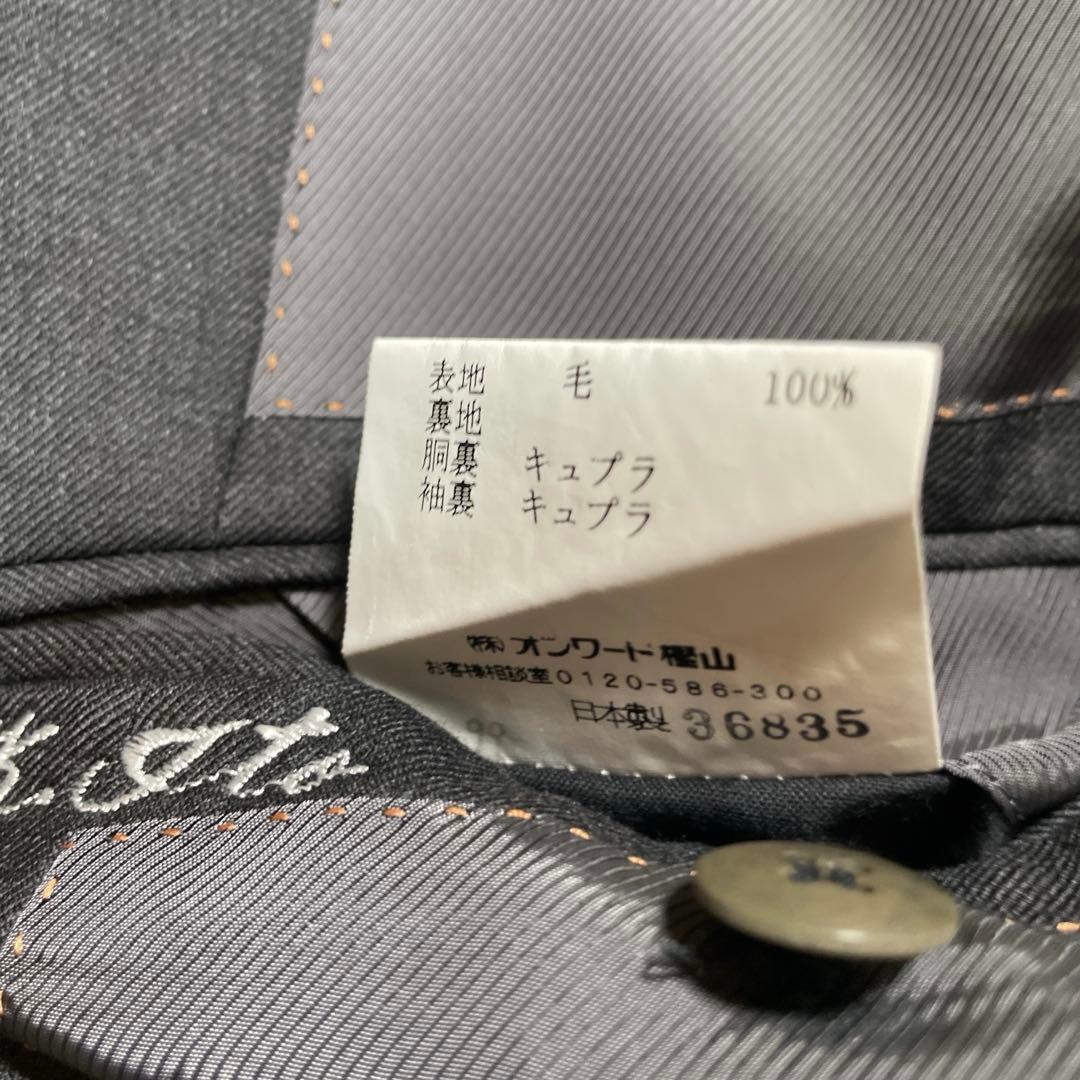 表地 毛 100%
裏地
胴裏 キュプラ
袖裏 キュプラ
㈱オンワード樫山
お客様相談室0120-586-300
日本製 36835